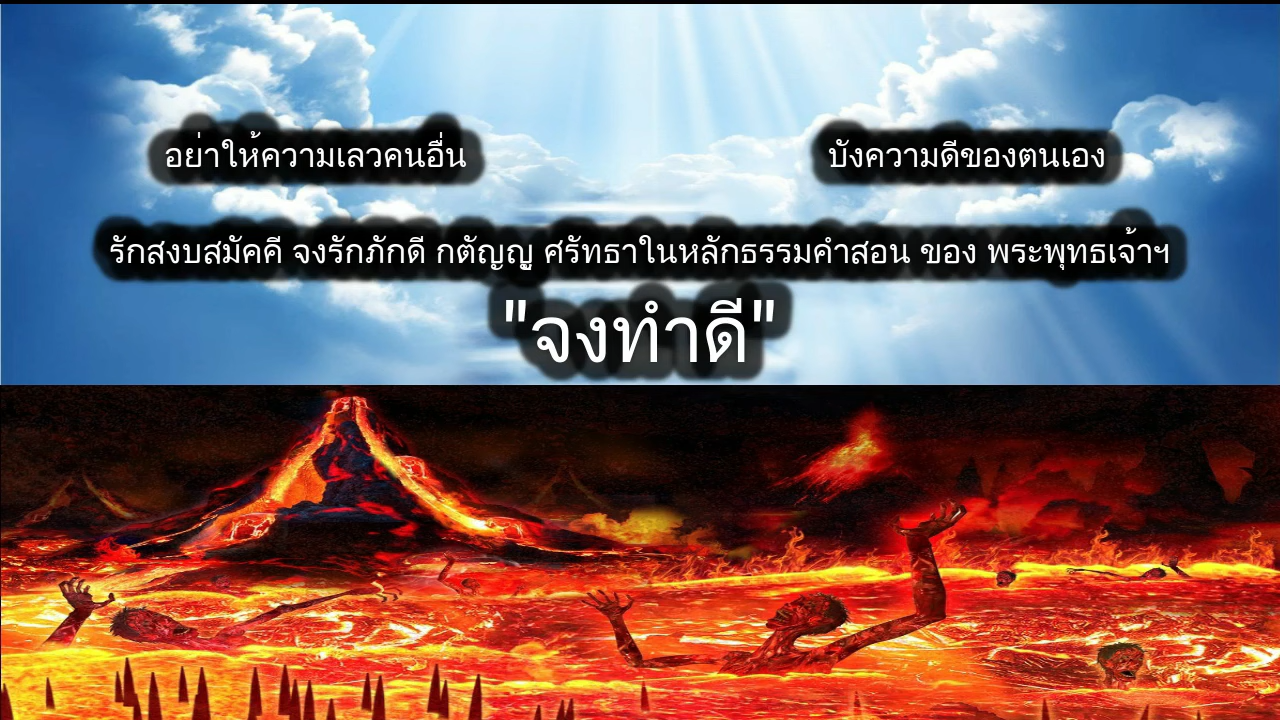 อย่าให้ความเลวคนอื่น บังความดีของตนเอง
รักสงบสมัคคี จงรักภักดี กตัญญู ศรัทธาในหลักธรรมคำสอน ของ พระพุทธเจ้าฯ
"จงทำดี"